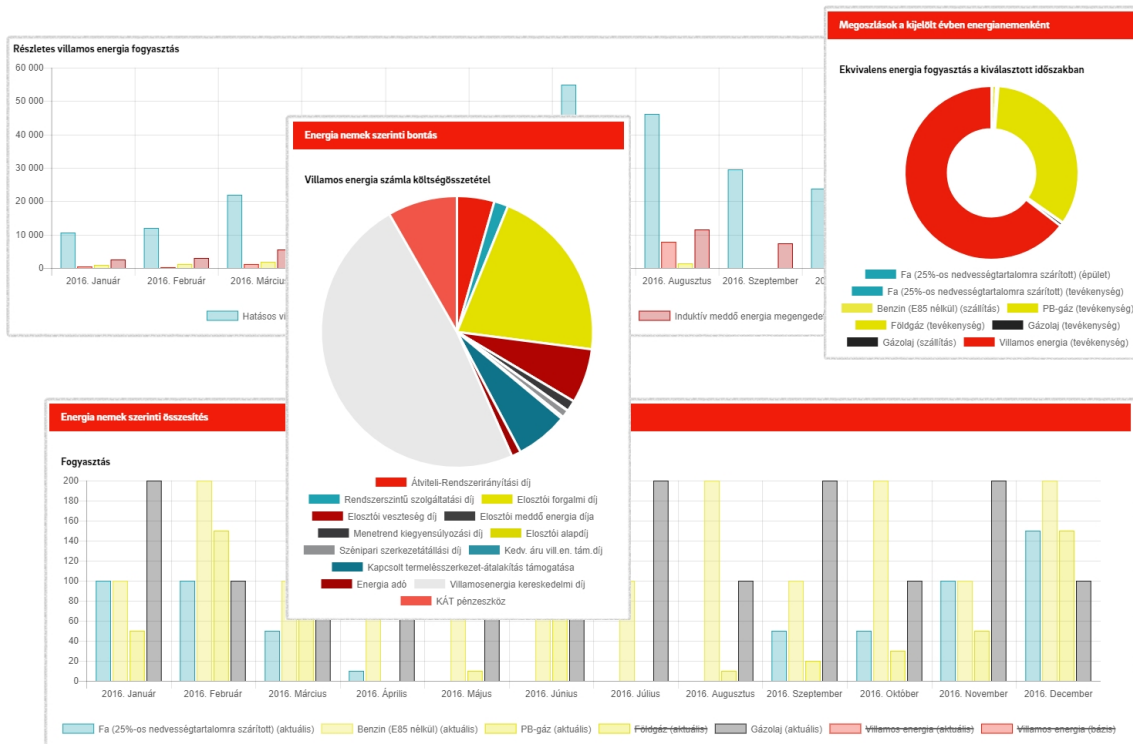 Részletes villamos energia fogyasztás
60 000
50 000
40 000
30 000
20 000
10 000
0
2016. Január
2016. Február
2016. Március
2016. Augusztus
2016. Szeptember
Hatásos
Induktív meddő energia
Megoszlások a kijelölt évben energianemenként
Ekvivalens energia fogyasztás a kiválasztott időszakban
Fa (25%-os nedvességtartalomra szárított) (épület)
Fa (25%-os nedvességtartalomra szárított) (tevékenység)
Benzin (E85 nélkül) (szállítás) PB-gáz (tevékenység)
Földgáz (tevékenység) Gázolaj (tevékenység)
Gázolaj (szállítás) Villamos energia (tevékenység)
Energia nemek szerinti bontás
Villamos energia számla költségösszetétel
Átviteli-Rendszerirányítási díj
Rendszerszintű szolgáltatási díj Elosztói forgalmi díj
Elosztói veszteség díj Elosztói meddő energia díja
Menetrend kiegyensúlyozási díj Elosztói alapdíj
Szénipari szerkezetátállási díj Kedv. áru vill.en. tám.díj
Kapcsolt termelésszerkezet-átalakítás támogatása
Energia adó Villamosenergia kereskedelmi díj
KÁT pénzeszköz
Energia nemek szerinti összesítés
Fogyasztás
200
180
160
140
120
100
80
60
40
20
0
2016. Január
2016. Február
2016. Március
2016. Április
2016. Május
2016. Június
2016. Július
2016. Augusztus
2016. Szeptember
2016. Október
2016. November
2016. December
Fa (25%-os nedvességtartalomra szárított) (aktuális) Benzin (E85 nélkül) (aktuális) PB-gáz (aktuális) Földgáz (aktuális) Gázolaj (aktuális) Villamos energia (aktuális) Villamos energia (bázis)